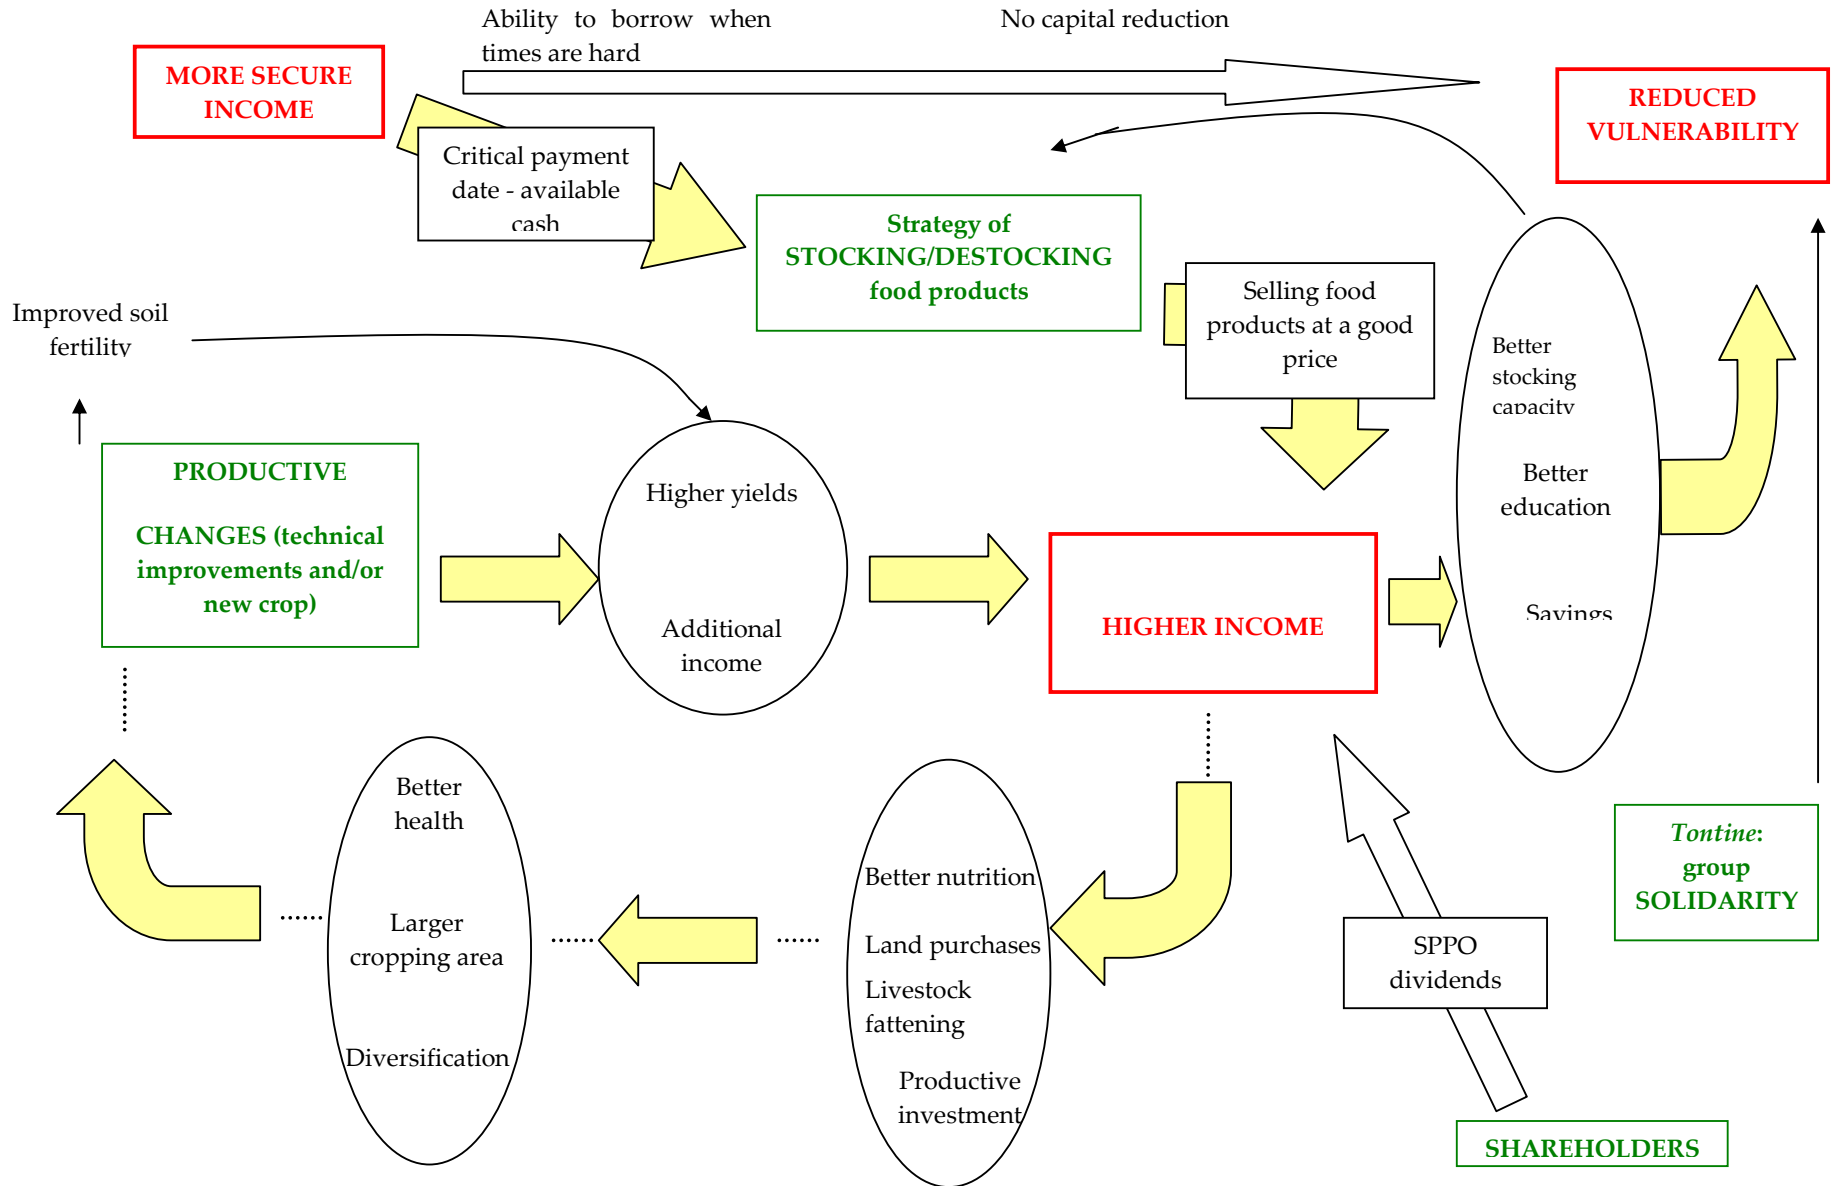 Ability to borrow when
times are hard
No capital reduction
MORE SECURE
INCOME
REDUCED
VULNERABILITY
Critical payment
date - available
cash
Strategy of
STOCKING/DESTOCKING
food products
Selling food
products at a good
price
Improved soil
fertility
Better
stocking
capacity
PRODUCTIVE
CHANGES (technical
improvements and/or
new crop)
Higher yields
Additional
income
Better
education
HIGHER INCOME
Savings
Better
health
Larger
cropping area
Diversification
Better nutrition
Land purchases
Livestock
fattening
Productive
investment
Tontine:
group
SOLIDARITY
SPPO
dividends
SHAREHOLDERS